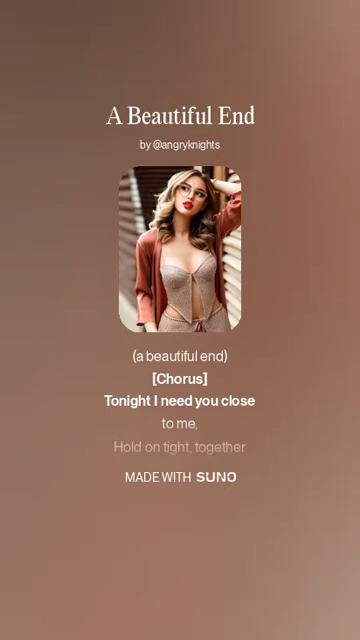 A Beautiful End
by @angryknights
(a beautiful end)
[Chorus]
Tonight I need you close
to me,
Hold on tight, together
MADE WITH SUNO